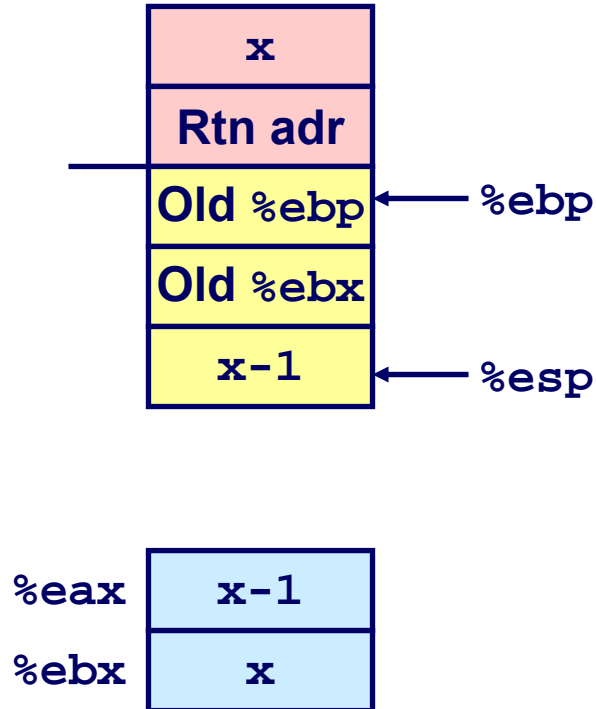 x
Rtn adr
Old %ebp %ebp
Old %ebx
x-1 %esp
%eax x-1
%ebx x